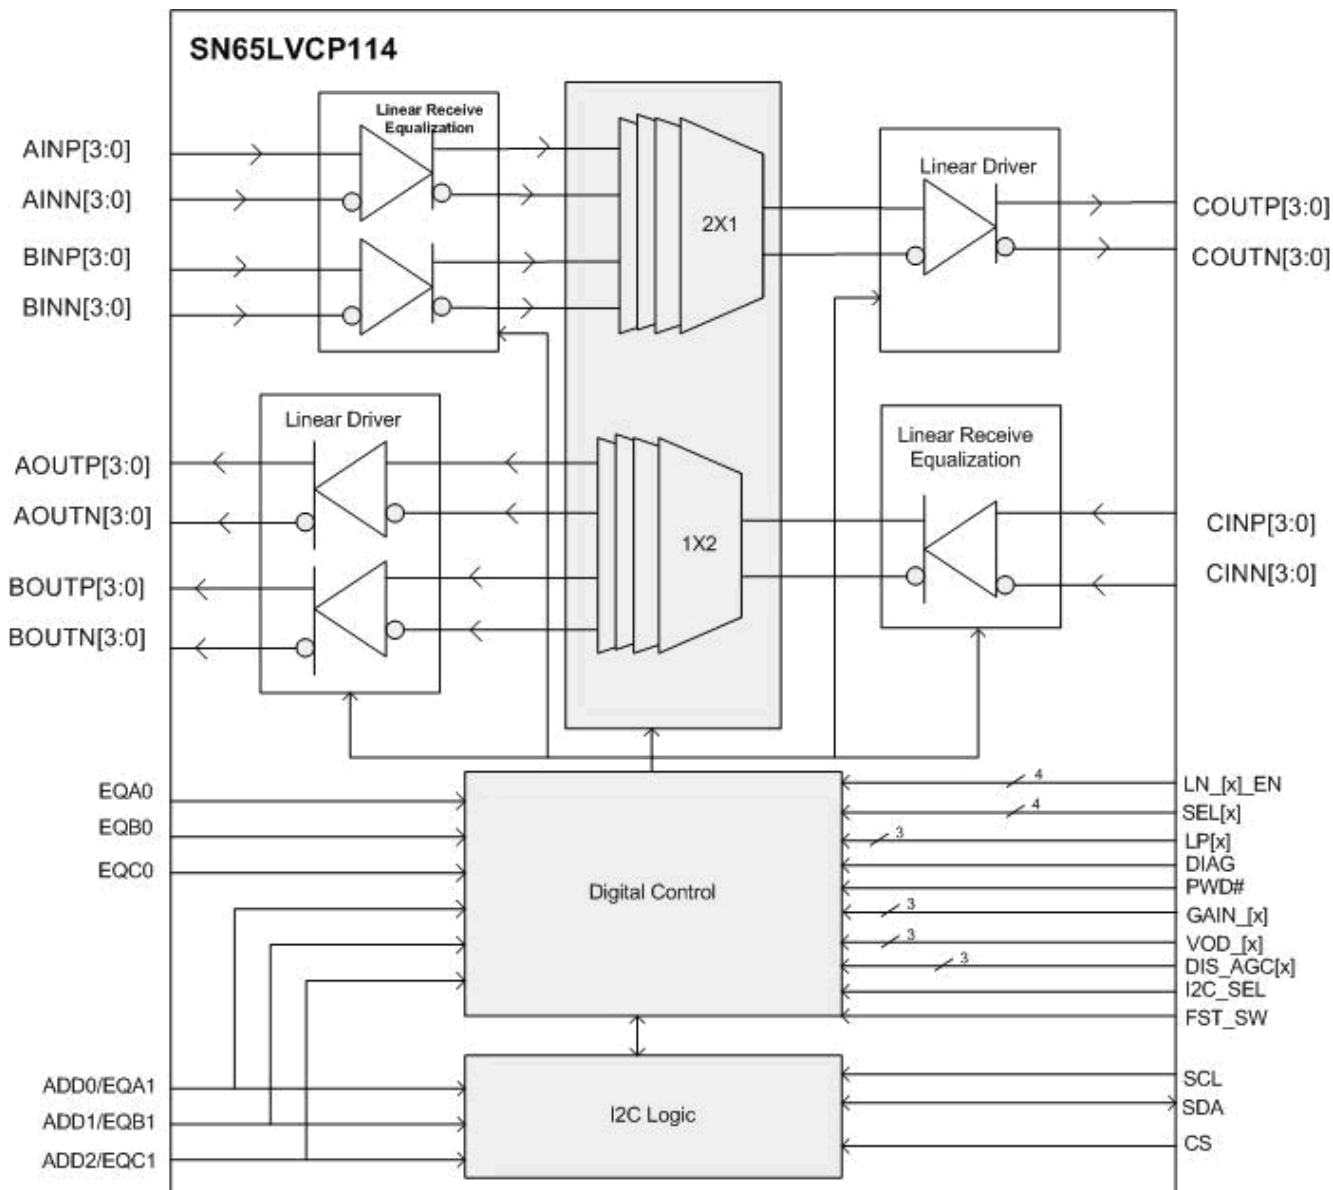 SN65LVCP114
Linear Receive
Equalization
AINP[3:0]
AINN[3:0]
BINP[3:0]
BINN[3:0]
2X1
Linear Driver
COUTP[3:0]
COUTN[3:0]
Linear Driver
AOUTP[3:0]
AOUTN[3:0]
BOUTP[3:0]
BOUTN[3:0]
1X2
Linear Receive
Equalization
CINP[3:0]
CINN[3:0]
EQA0
EQB0
EQC0
Digital Control
4
LN_[x]_EN
4
SEL[x]
3
LP[x]
DIAG
PWD#
3
GAIN_[x]
3
VOD_[x]
3
DIS_AGC[x]
I2C_SEL
FST_SW
ADD0/EQA1
ADD1/EQB1
ADD2/EQC1
I2C Logic
SCL
SDA
CS